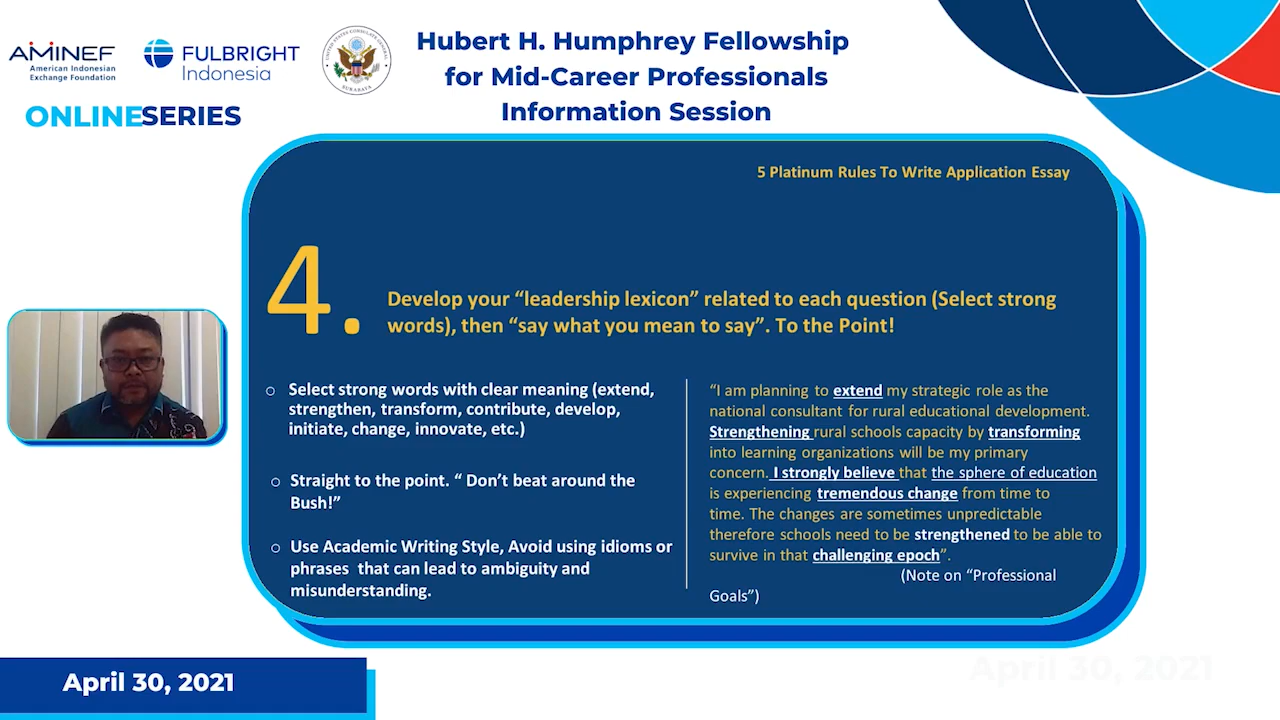 AMINEF
American Indonesian
Exchange Foundation
FULBRIGHT
Indonesia
UNITED STATES CONSULATE GENERAL
SURABAYA
ONLINESERIES
Hubert H. Humphrey Fellowship
for Mid-Career Professionals
Information Session
5 Platinum Rules To Write Application Essay
4.
Develop your “leadership lexicon” related to each question (Select strong
words), then “say what you mean to say”. To the Point!
o Select strong words with clear meaning (extend,
strengthen, transform, contribute, develop,
initiate, change, innovate, etc.)
o Straight to the point. “ Don’t beat around the
Bush!”
o Use Academic Writing Style, Avoid using idioms or
phrases that can lead to ambiguity and
misunderstanding.
“I am planning to extend my strategic role as the
national consultant for rural educational development.
Strengthening rural schools capacity by transforming
into learning organizations will be my primary
concern. I strongly believe that the sphere of education
is experiencing tremendous change from time to
time. The changes are sometimes unpredictable
therefore schools need to be strengthened to be able to
survive in that challenging epoch”.
(Note on “Professional
Goals”)
April 30, 2021
April 30, 2021